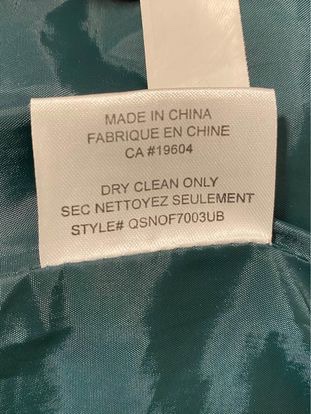 MADE IN CHINA
FABRIQUE EN CHINE
CA #19604
DRY CLEAN ONLY
SEC NETTOYEZ SEULEMENT
STYLE# QSNOF7003UB